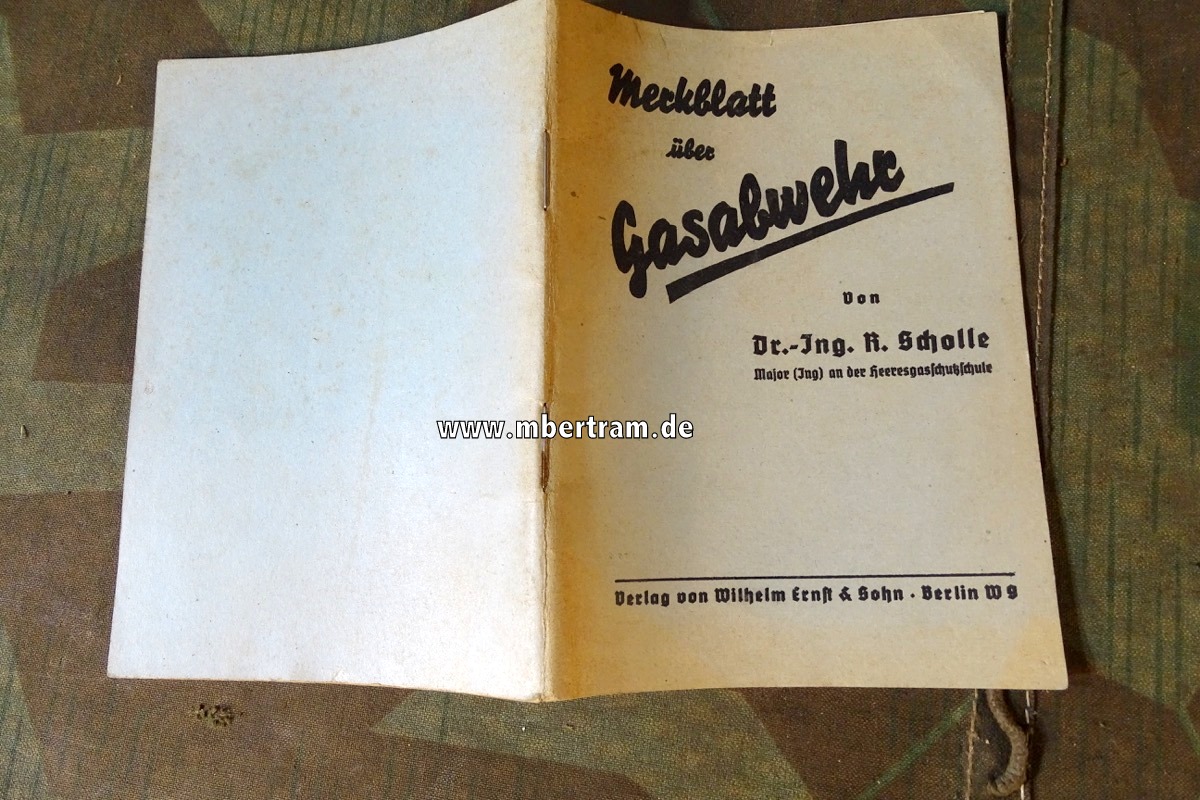 Merkblatt
über
Gasabwehr
Von
Dr.-Ing. R. Scholle
Major (Ing) an der Heeresgasschutzschule
www.mbertram.de
Verlag von Wilhelm Ernst & Sohn · Berlin W 9